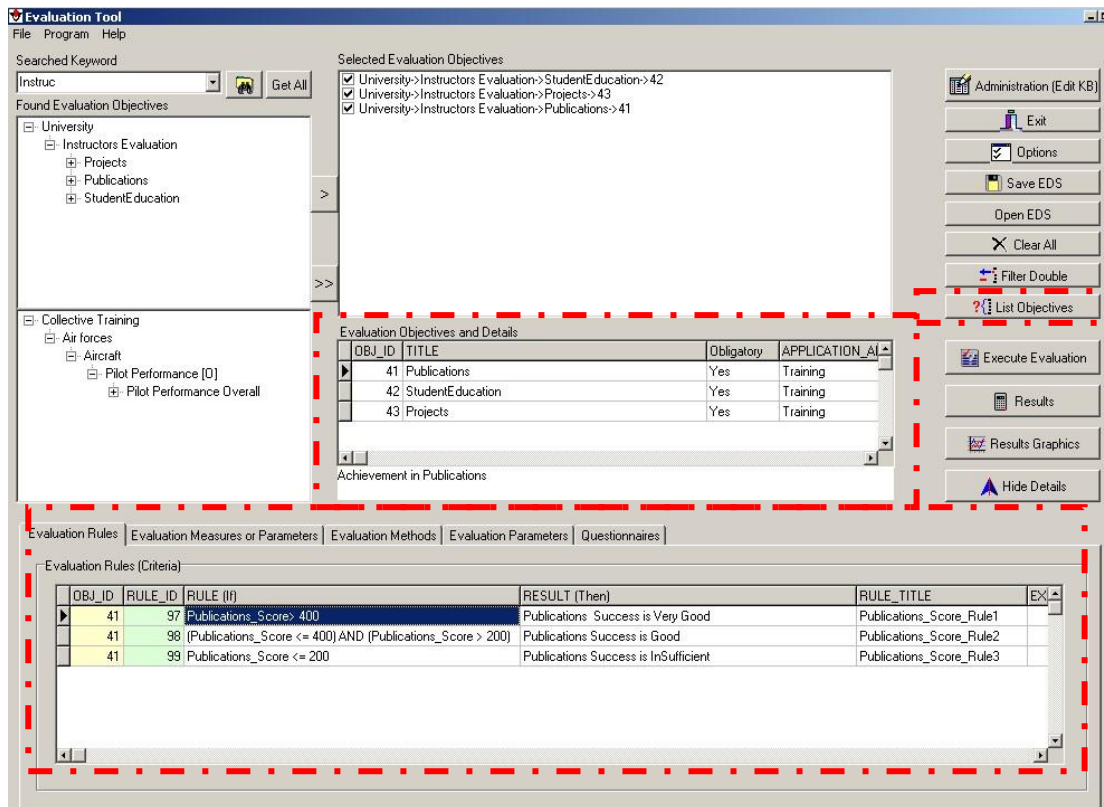 Evaluation Tool
File Program Help
Searched Keyword
Instruc
Get All
Found Evaluation Objectives
University
Instructors Evaluation
Projects
Publications
StudentEducation
>
>>
Collective Training
Air forces
Aircraft
Pilot Performance [O]
Pilot Performance Overall
Selected Evaluation Objectives
University->Instructors Evaluation->StudentEducation->42
University->Instructors Evaluation->Projects->43
University->Instructors Evaluation->Publications->41
Evaluation Objectives and Details
OBJ_ID TITLE Obligatory
41 Publications Yes Training
42 StudentEducation Yes Training
43 Projects Yes Training
Achievement in Publications
Administration (Edit KB)
Exit
Options
Save EDS
Open EDS
Clear All
Filter Double
List Objectives
Execute Evaluation
Results
Results Graphics
Hide Details
Evaluation Rules Evaluation Measures or Parameters Evaluation Methods Evaluation Parameters Questionnaires
Evaluation Rules (Criteria)
OBJ_ID RULE_ID RULE (If) RESULT (Then) RULE_TITLE EX
41 97 Publications_Score> 400 Publications Success is Very Good Publications_Score_Rule1
41 98 (Publications_Score <= 400) AND (Publications_Score > 200) Publications Success is Good Publications_Score_Rule2
41 99 Publications_Score <= 200 Publications Success is InSufficient Publications_Score_Rule3